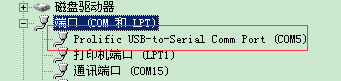 磁盘驱动器
端口 (COM 和 LPT)
Prolific USB-to-Serial Comm Port (COM5)
打印机端口 (LPT1)
通讯端口 (COM15)